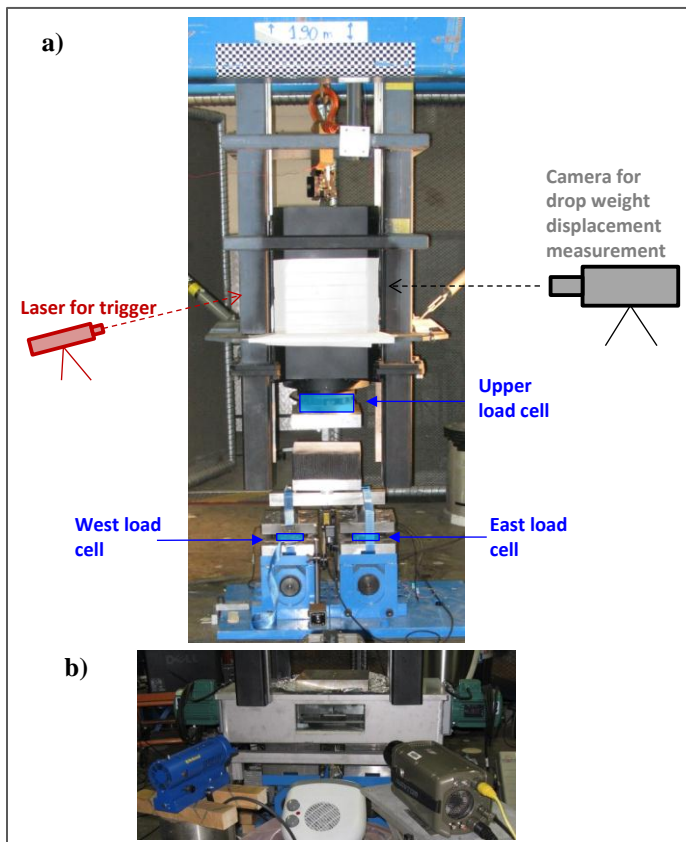 a)
1.90 m
Camera for
drop weight
displacement
measurement
Laser for trigger
Upper
load cell
West load
cell
East load
cell
b)